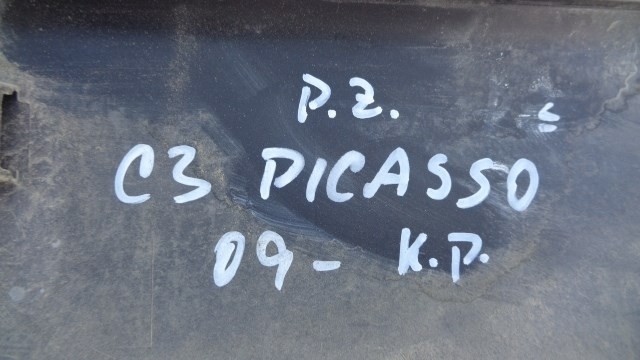 P.Z.
C3 PICASSO
09- K.P.